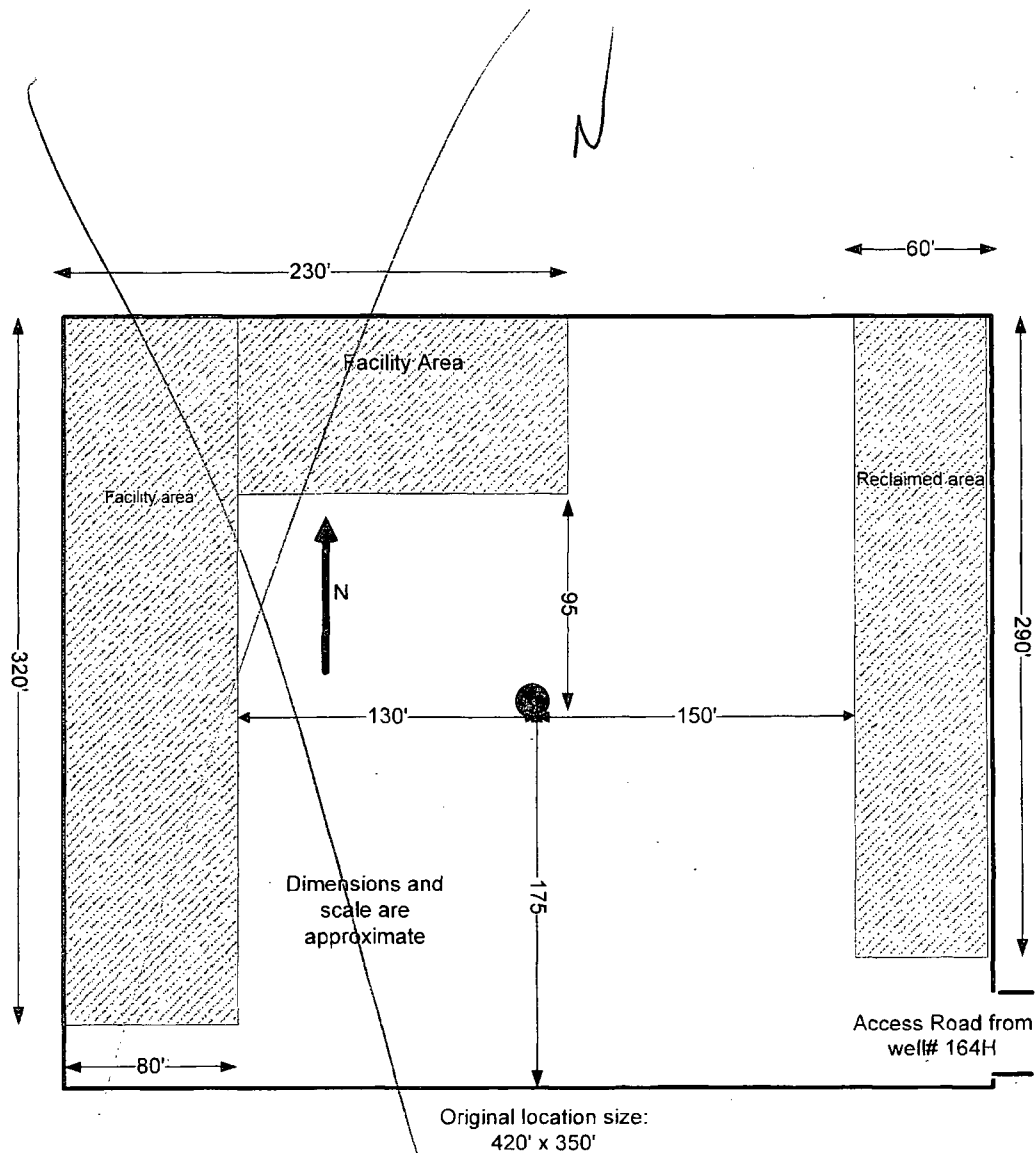 N
60'
230'
Facility Area
Facility area
Reclaimed area
N
95
320'
290'
130'
150'
175
Dimensions and
scale are
approximate
Access Road from
well# 164H
80'
Original location size:
420' x 350'